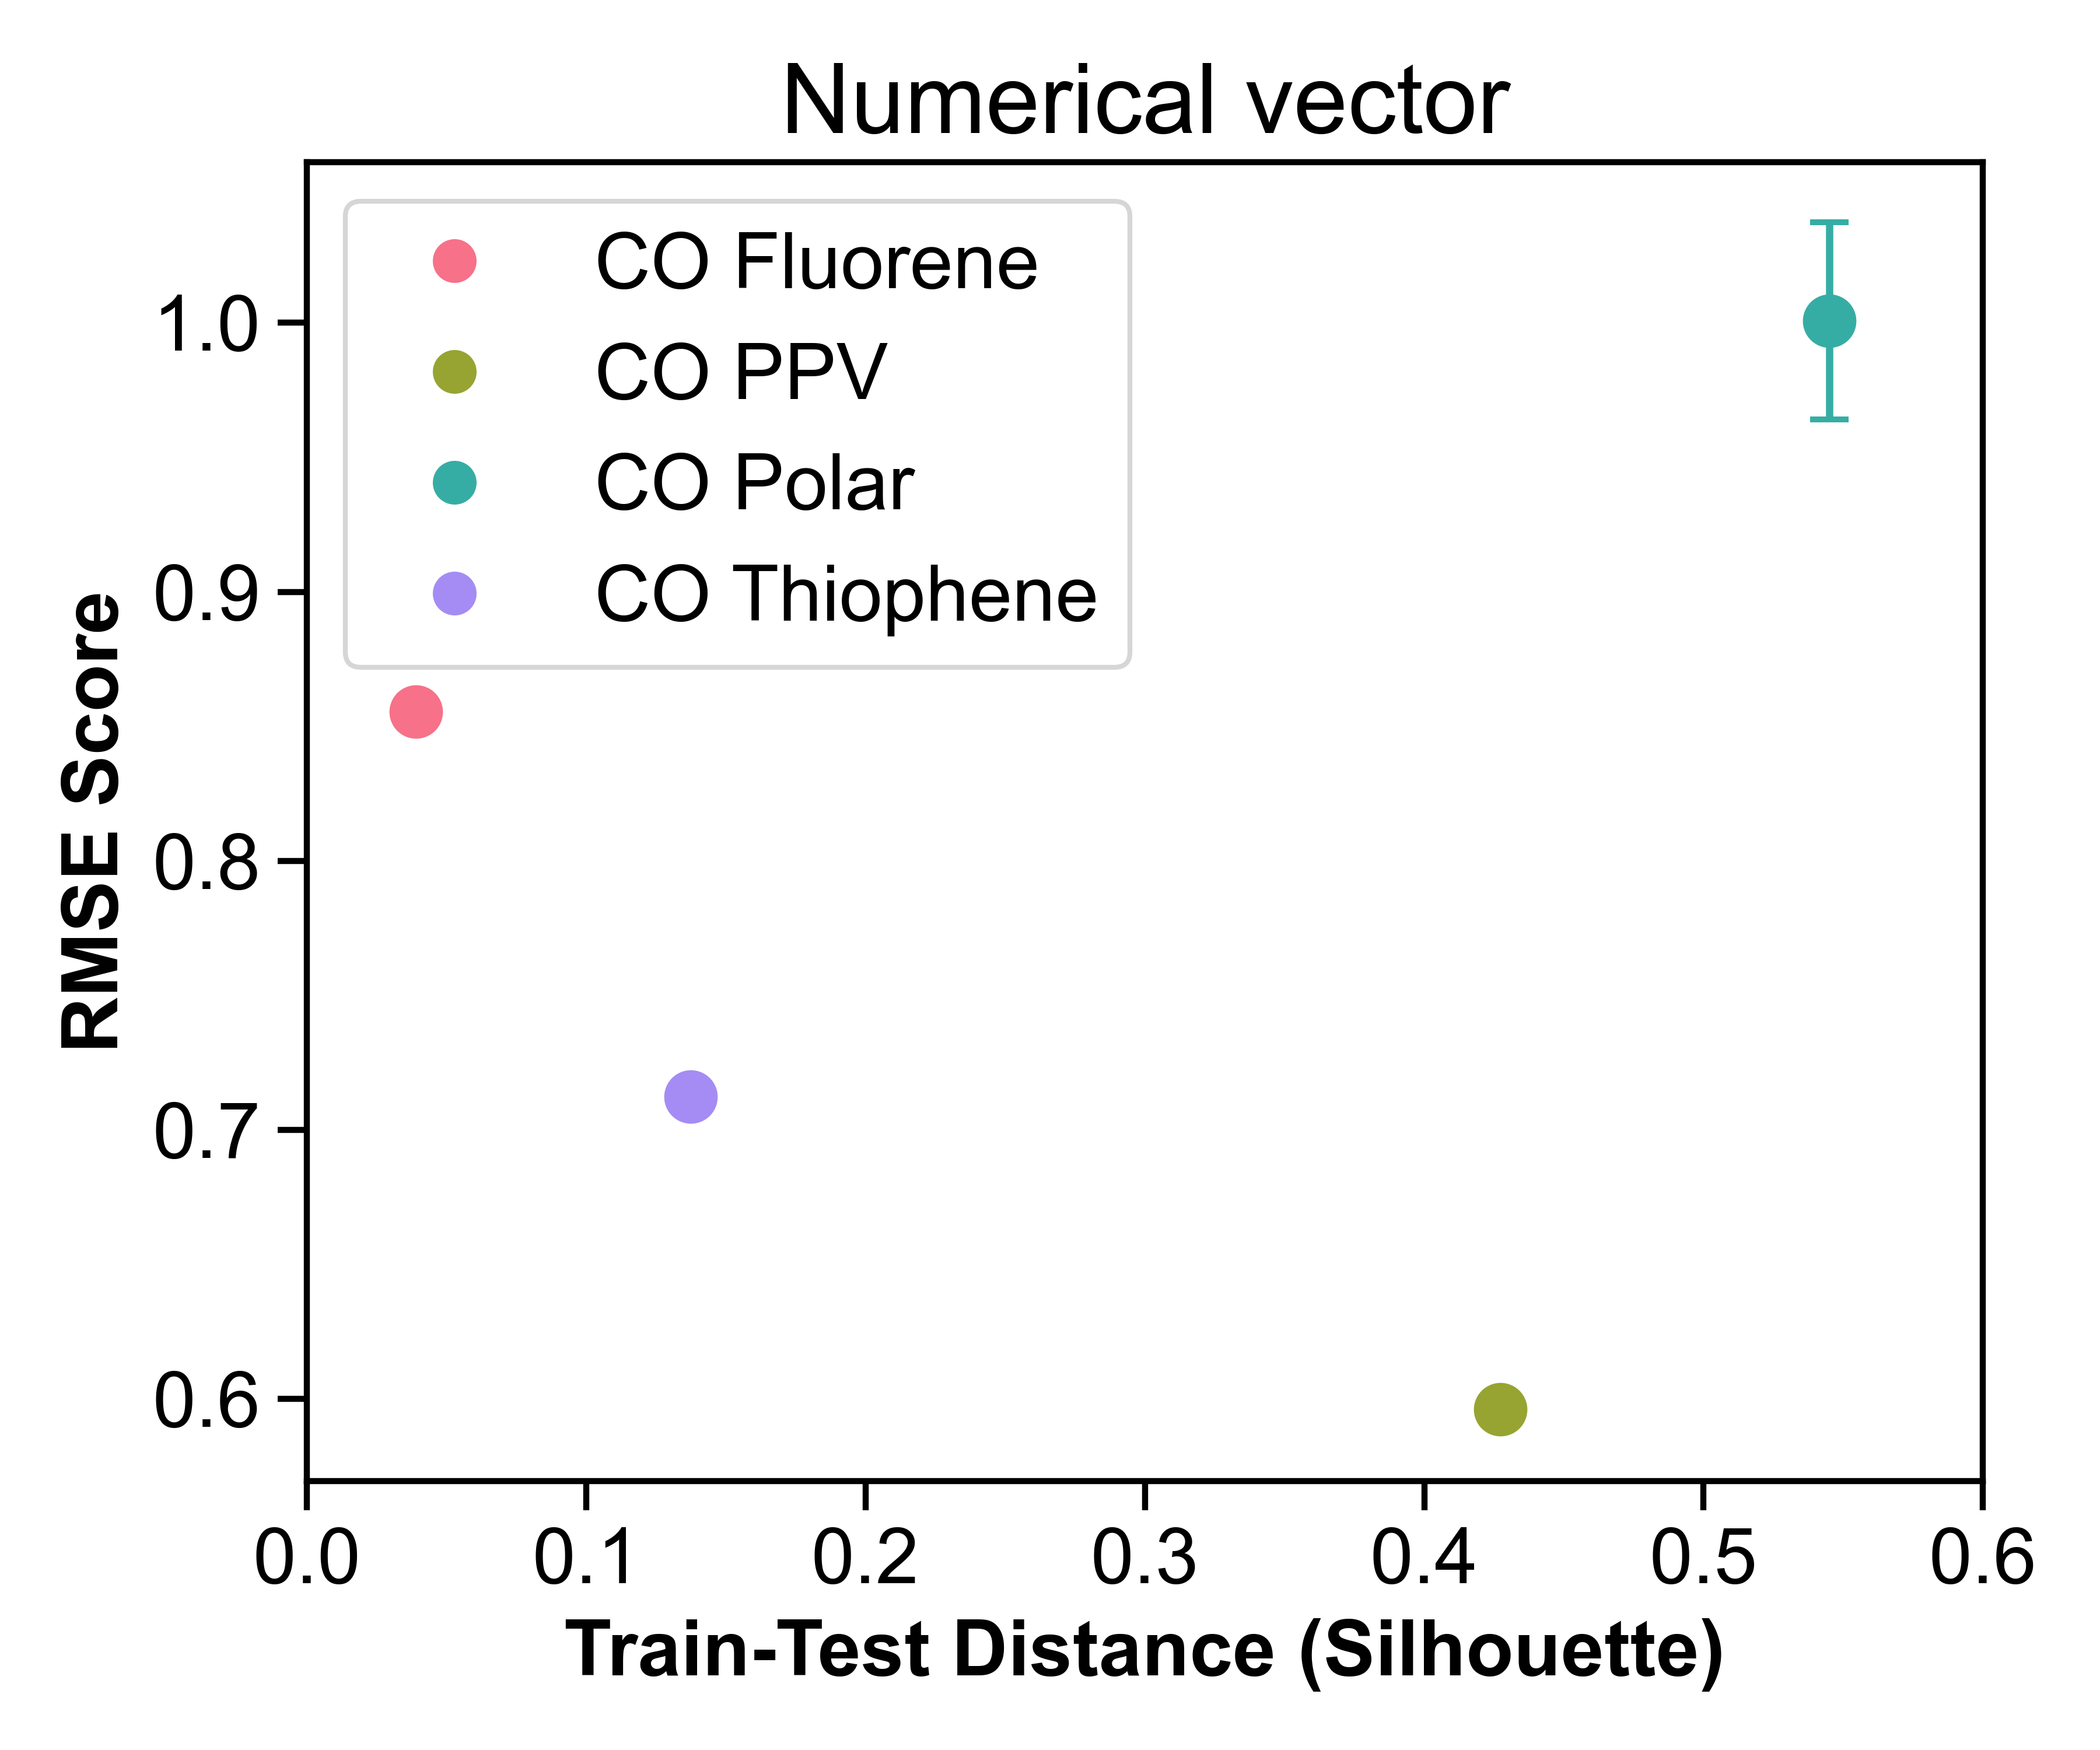 Numerical vector
CO Fluorene
CO PPV
CO Polar
CO Thiophene
1.0
0.9
0.8
0.7
0.6
RMSE Score
0.0 0.1 0.2 0.3 0.4 0.5 0.6
Train-Test Distance (Silhouette)